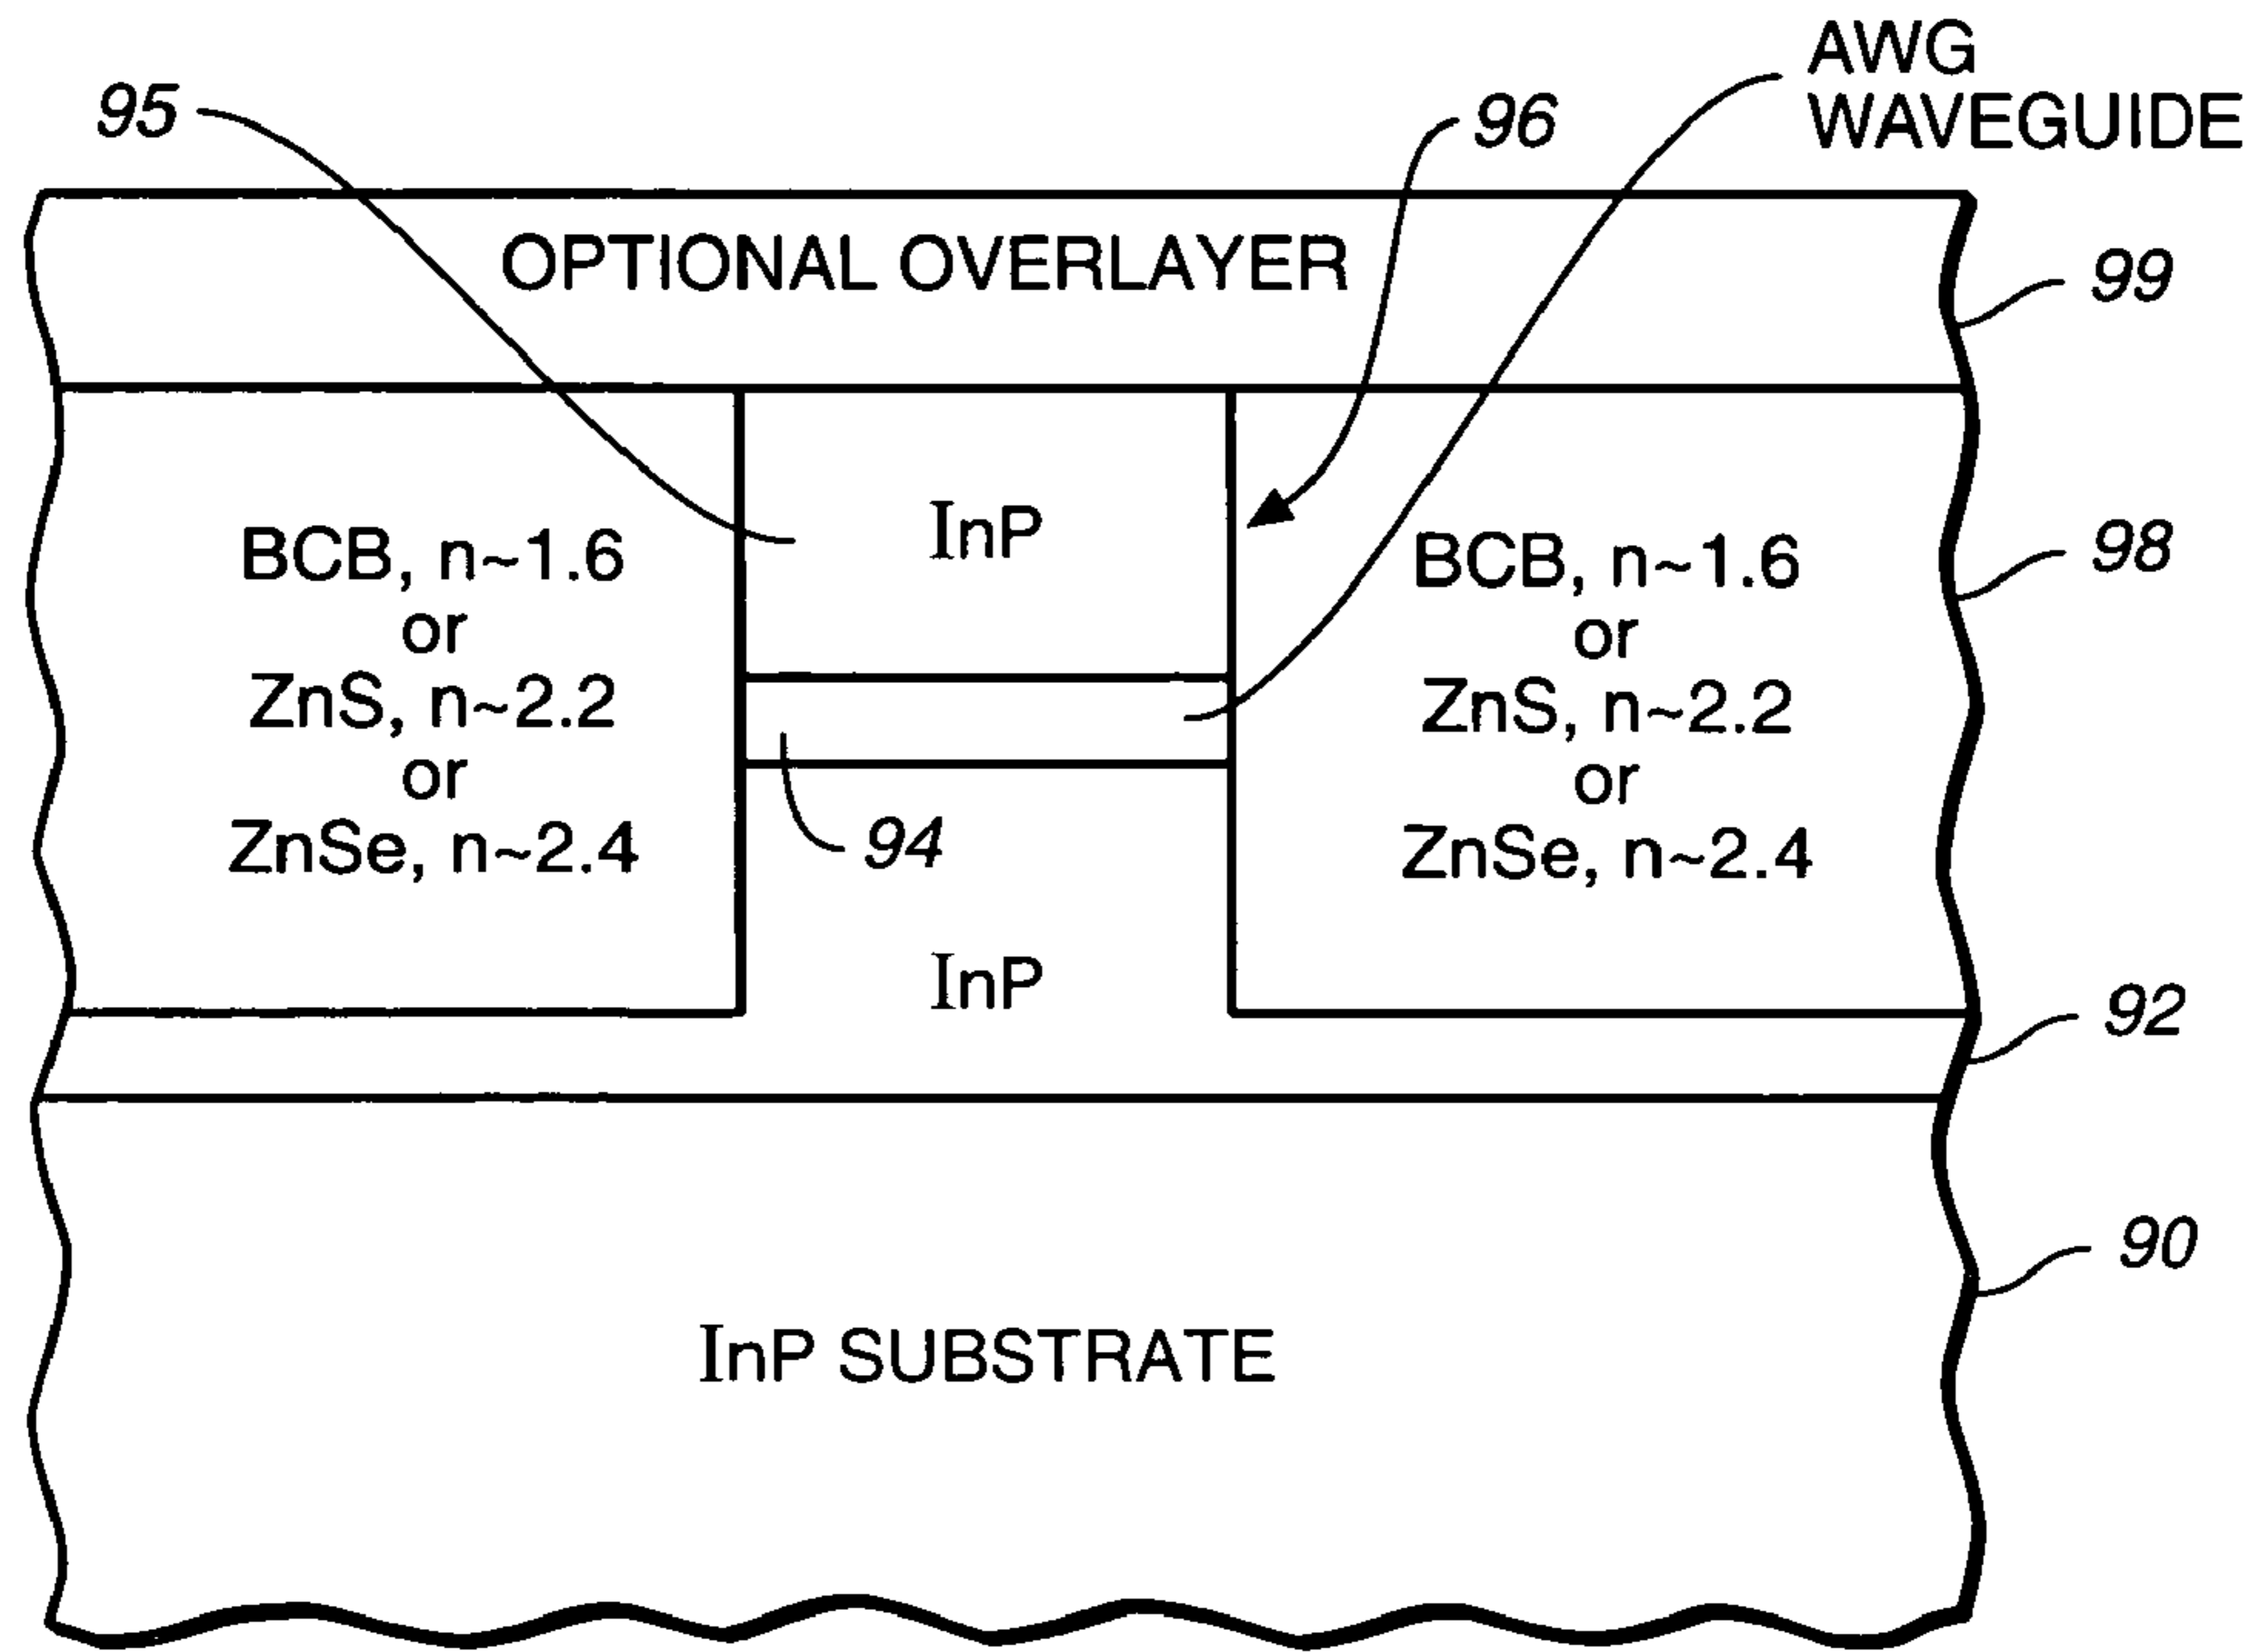 AWG
WAVEGUIDE
95
96
OPTIONAL OVERLAYER
99
InP
BCB, n~1.6
or
ZnS, n~2.2
or
ZnSe, n~2.4
BCB, n~1.6
or
ZnS, n~2.2
or
ZnSe, n~2.4
98
94
InP
92
90
InP SUBSTRATE